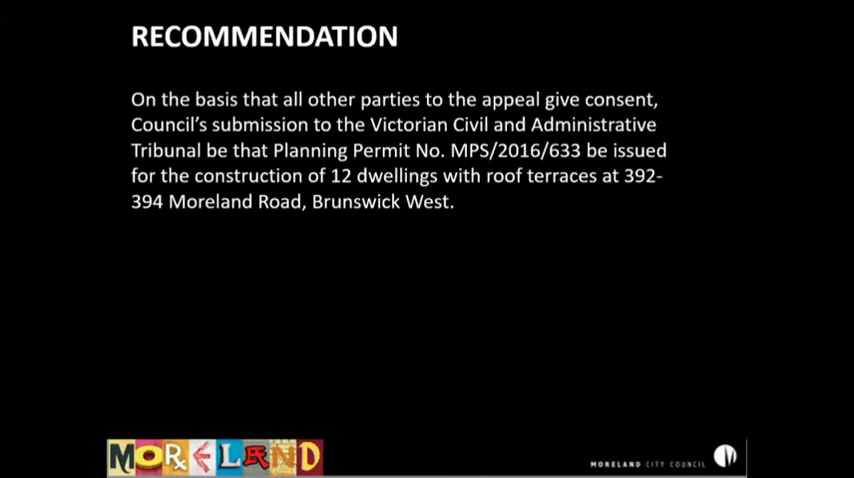 RECOMMENDATION
On the basis that all other parties to the appeal give consent,
Council's submission to the Victorian Civil and Administrative
Tribunal be that Planning Permit No. MPS/2016/633 be issued
for the construction of 12 dwellings with roof terraces at 392-
394 Moreland Road, Brunswick West.
MORELAND
MORELAND CITY COUNCIL